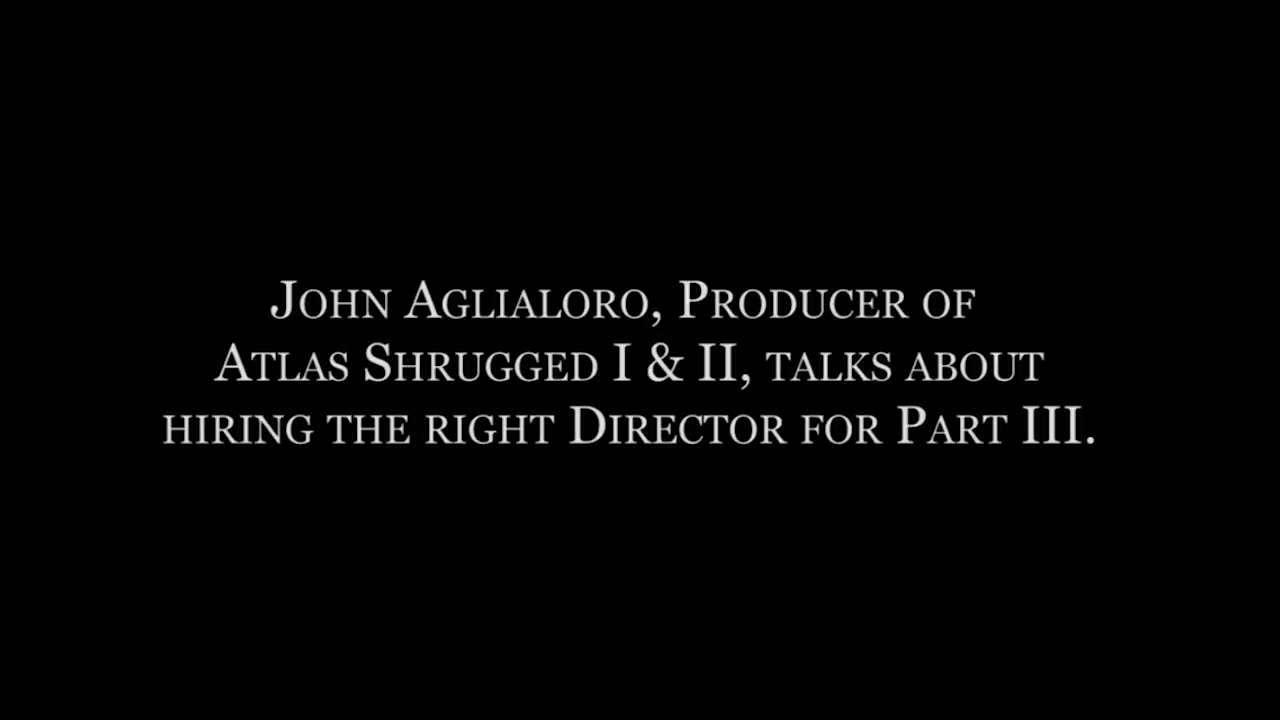 John Aglialoro, Producer of
Atlas Shrugged I & II, talks about
hiring the right Director for Part III.